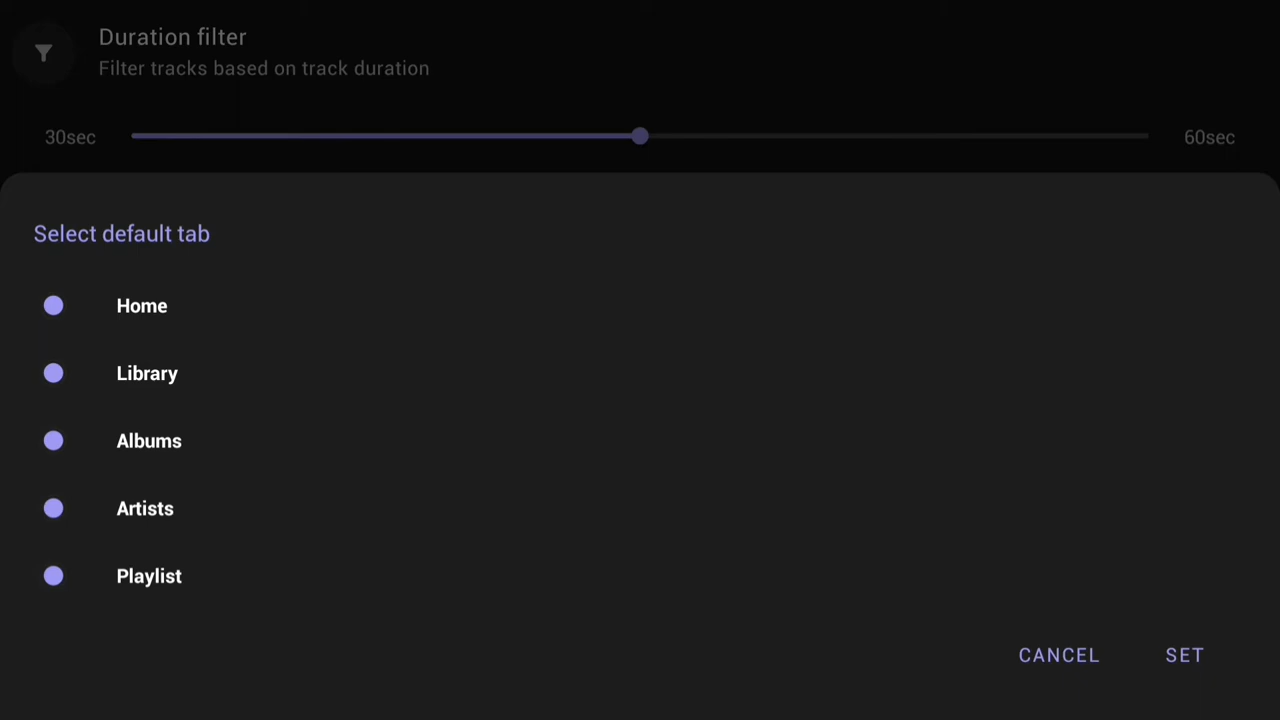 Duration filter
Filter tracks based on track duration
30sec
60sec
Select default tab
Home
Library
Albums
Artists
Playlist
CANCEL
SET